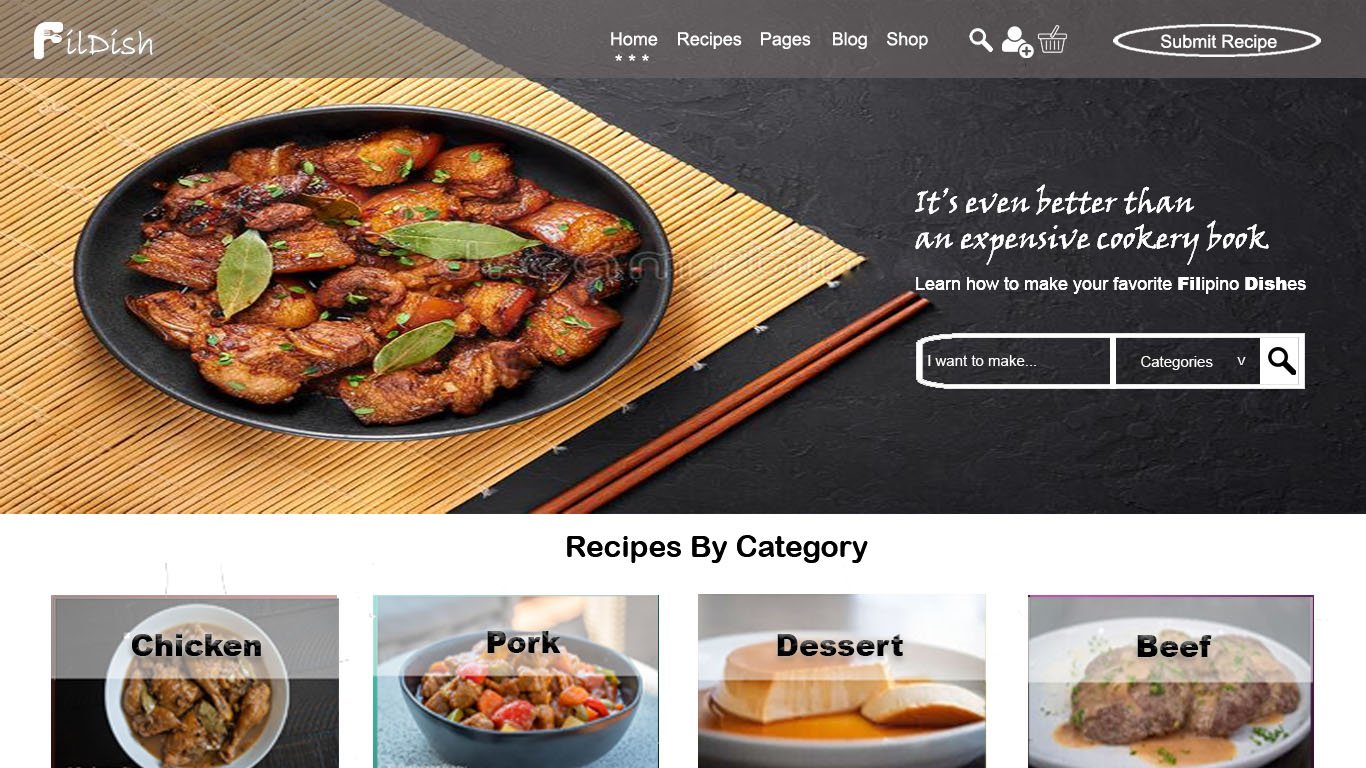 FilDish
Home Recipes Pages Blog Shop
* * *
Submit Recipe
It's even better than
an expensive cookery book.
Learn how to make your favorite Filipino Dishes
I want to make...
Categories v
Recipes By Category
Chicken
Pork
Dessert
Beef